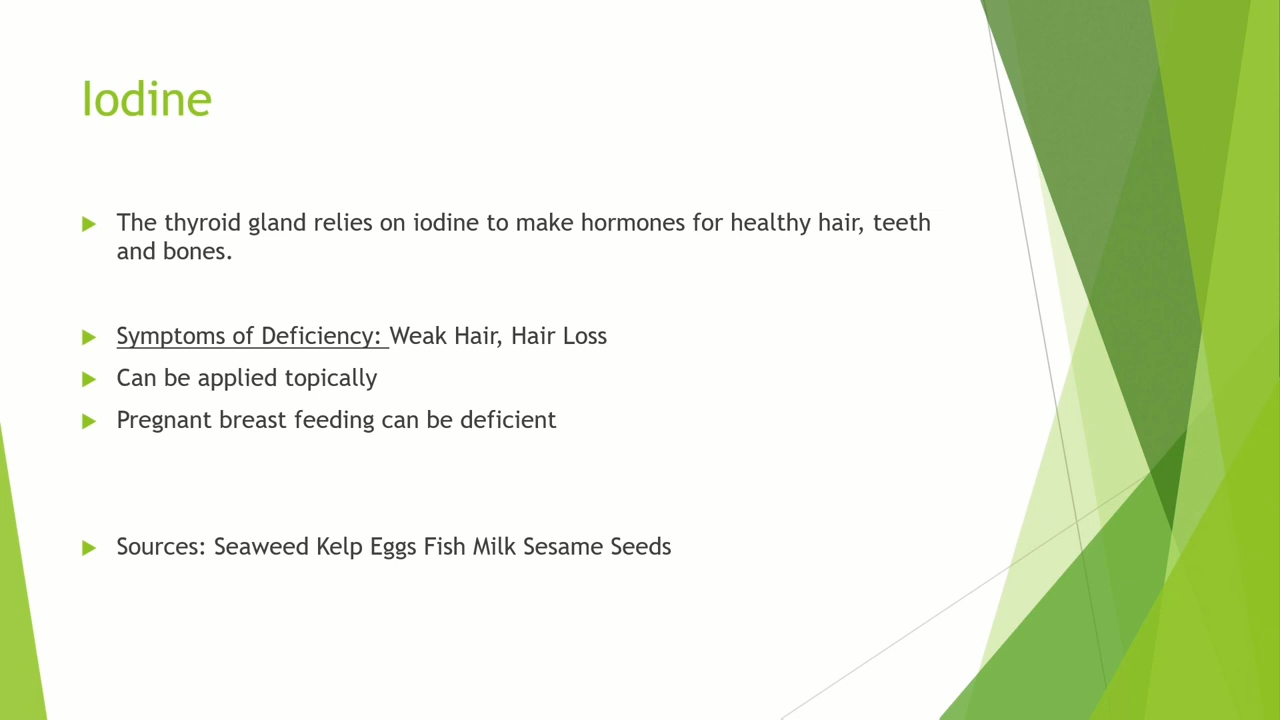 Iodine
The thyroid gland relies on iodine to make hormones for healthy hair, teeth
and bones.
Symptoms of Deficiency: Weak Hair, Hair Loss
Can be applied topically
Pregnant breast feeding can be deficient
Sources: Seaweed Kelp Eggs Fish Milk Sesame Seeds